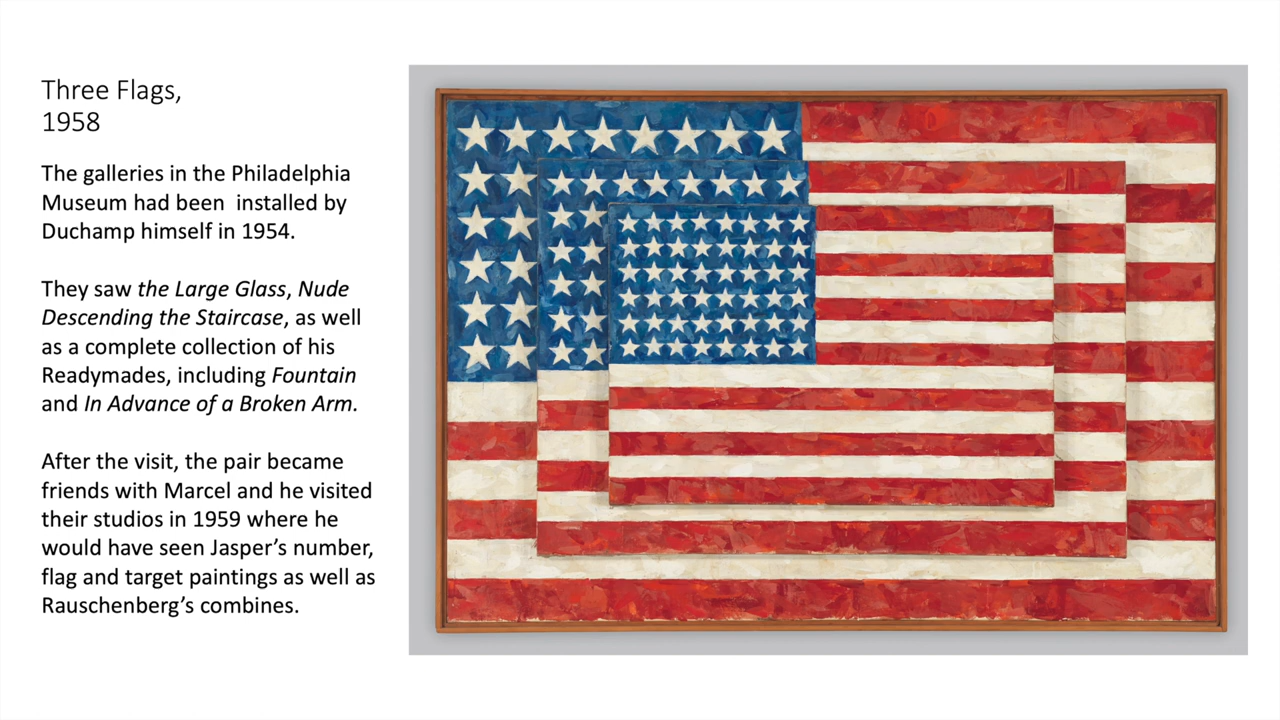 Three Flags,
1958
The galleries in the Philadelphia
Museum had been  installed by
Duchamp himself in 1954.
They saw the Large Glass, Nude
Descending the Staircase, as well
as a complete collection of his
Readymades, including Fountain
and In Advance of a Broken Arm.
After the visit, the pair became
friends with Marcel and he visited
their studios in 1959 where he
would have seen Jasper’s number,
flag and target paintings as well as
Rauschenberg’s combines.